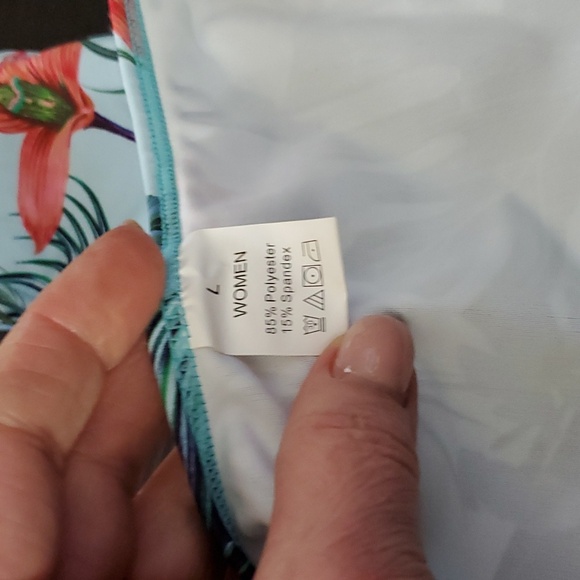 L
WOMEN
85% Polyester
15% Spandex